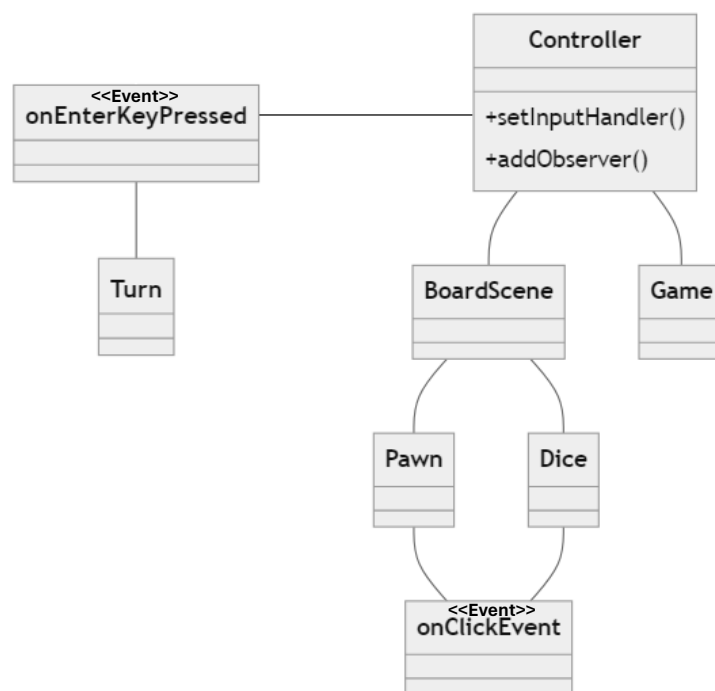 Controller
+setInputHandler()
+addObserver()
<<Event>>
onEnterKeyPressed
Turn
BoardScene
Game
Pawn
Dice
<<Event>>
onClickEvent